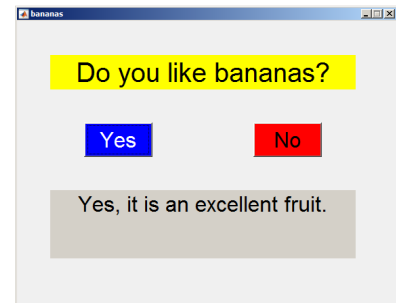 bananas
Do you like bananas?
Yes
No
Yes, it is an excellent fruit.